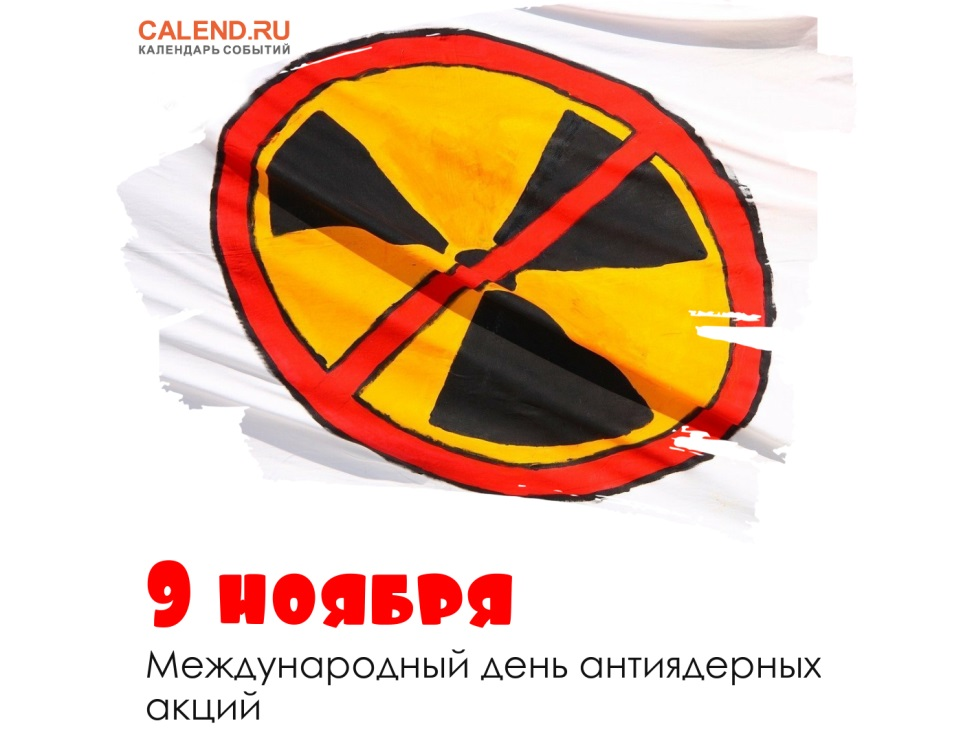 CALEND.RU
КАЛЕНДАРЬ СОБЫТИЙ
9 ноября
Международный день антиядерных
акций